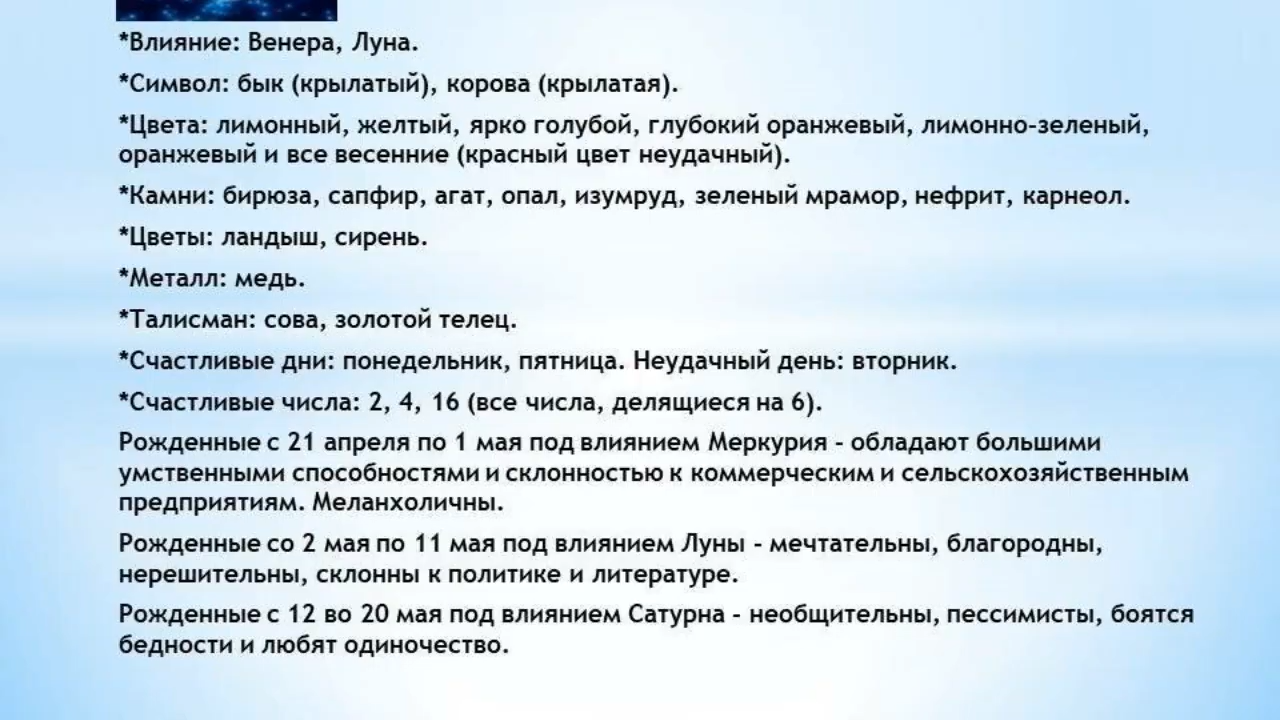 *Влияние: Венера, Луна.
*Символ: бык (крылатый), корова (крылатая).
*Цвета: лимонный, желтый, ярко голубой, глубокий оранжевый, лимонно-зеленый,
оранжевый и все весенние (красный цвет неудачный).
*Камни: бирюза, сапфир, агат, опал, изумруд, зеленый мрамор, нефрит, карнеол.
*Цветы: ландыш, сирень.
*Металл: медь.
*Талисман: сова, золотой телец.
*Счастливые дни: понедельник, пятница. Неудачный день: вторник.
*Счастливые числа: 2, 4, 16 (все числа, делящиеся на 6).
Рожденные с 21 апреля по 1 мая под влиянием Меркурия - обладают большими
умственными способностями и склонностью к коммерческим и сельскохозяйственным
предприятиям. Меланхоличны.
Рожденные со 2 мая по 11 мая под влиянием Луны - мечтательны, благородны,
нерешительны, склонны к политике и литературе.
Рожденные с 12 во 20 мая под влиянием Сатурна - необщительны, пессимисты, боятся
бедности и любят одиночество.